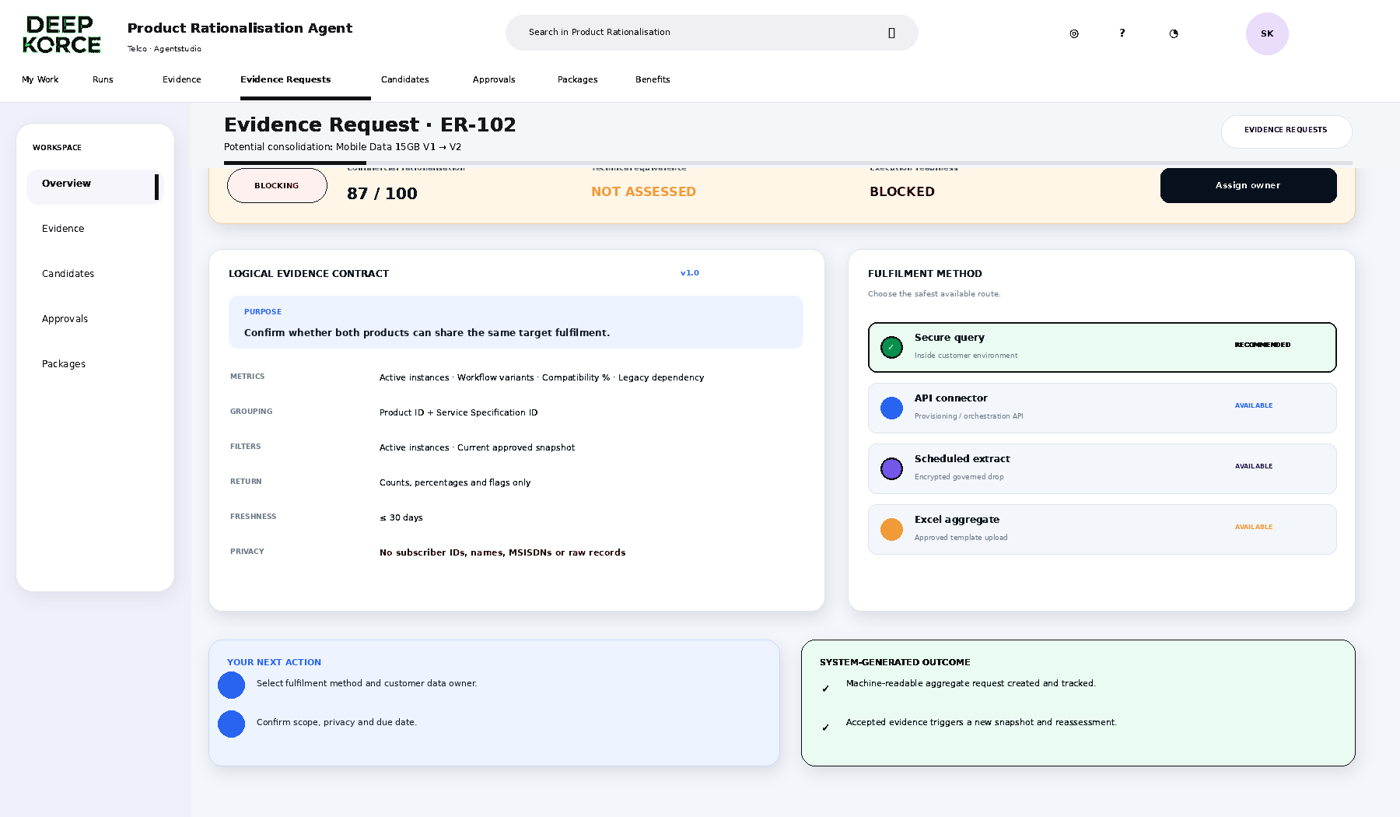 DEEP
KORCE
Product Rationalisation Agent
Telco · Agentstudio
Search in Product Rationalisation
?
SK
My Work
Runs
Evidence
Evidence Requests
Candidates
Approvals
Packages
Benefits
WORKSPACE
Overview
Evidence
Candidates
Approvals
Packages
Evidence Request · ER-102
Potential consolidation: Mobile Data 15GB V1 → V2
EVIDENCE REQUESTS
BLOCKING
Commercial rationalisation
87 / 100
Technical equivalence
NOT ASSESSED
Execution readiness
BLOCKED
Assign owner
LOGICAL EVIDENCE CONTRACT
v1.0
PURPOSE
Confirm whether both products can share the same target fulfilment.
METRICS
Active instances · Workflow variants · Compatibility % · Legacy dependency
GROUPING
Product ID + Service Specification ID
FILTERS
Active instances · Current approved snapshot
RETURN
Counts, percentages and flags only
FRESHNESS
≤ 30 days
PRIVACY
No subscriber IDs, names, MSISDNs or raw records
FULFILMENT METHOD
Choose the safest available route.
✓
Secure query
Inside customer environment
RECOMMENDED
API connector
Provisioning / orchestration API
AVAILABLE
Scheduled extract
Encrypted governed drop
AVAILABLE
Excel aggregate
Approved template upload
AVAILABLE
YOUR NEXT ACTION
Select fulfilment method and customer data owner.
Confirm scope, privacy and due date.
SYSTEM-GENERATED OUTCOME
✓ Machine-readable aggregate request created and tracked.
✓ Accepted evidence triggers a new snapshot and reassessment.